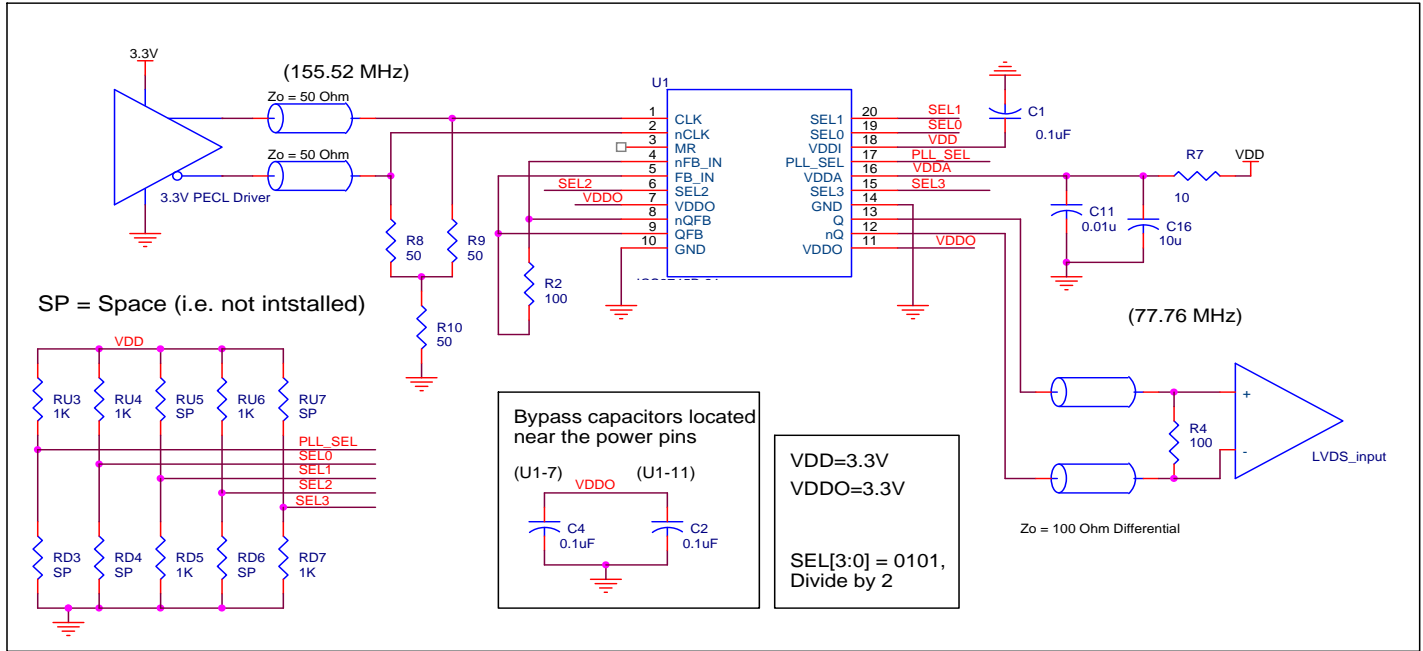 3.3V
(155.52 MHz)
Zo = 50 Ohm
Zo = 50 Ohm
3.3V PECL Driver
R8
50
R9
50
R10
50
U1
1
CLK
2
nCLK
3
MR
4
nFB_IN
5
FB_IN
6
SEL2
7
VDDO
8
nQFB
9
QFB
10
GND
SEL2
VDDO
20
SEL1
19
SEL0
18
VDDI
17
PLL_SEL
16
VDDA
15
SEL3
14
GND
13
Q
12
nQ
11
VDDO
SEL1
SEL0
VDD
PLL_SEL
VDDA
SEL3
VDDO
R2
100
C1
0.1uF
R7
10
VDD
C11
0.01u
C16
10u
SP = Space (i.e. not intstalled)
VDD
RU3
1K
RU4
1K
RU5
SP
RU6
1K
RU7
SP
PLL_SEL
SEL0
SEL1
SEL2
SEL3
RD3
SP
RD4
SP
RD5
1K
RD6
SP
RD7
1K
Bypass capacitors located
near the power pins
(U1-7)
(U1-11)
VDDO
C4
0.1uF
C2
0.1uF
VDD=3.3V
VDDO=3.3V
SEL[3:0] = 0101,
Divide by 2
(77.76 MHz)
+
-
R4
100
LVDS_input
Zo = 100 Ohm Differential